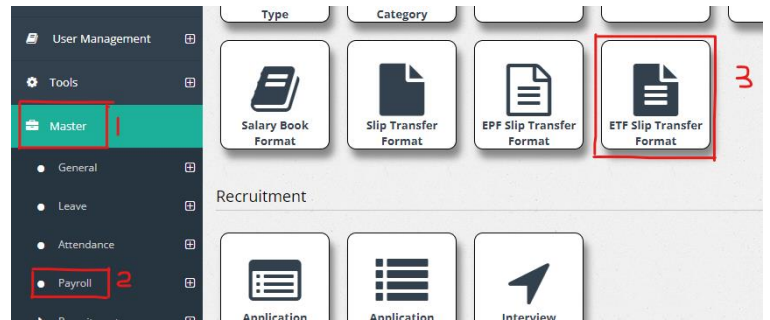 Type
Category
User Management
Tools
3
Salary Book
Format
Slip Transfer
Format
EPF Slip Transfer
Format
ETF Slip Transfer
Format
Master
1
General
Recruitment
Leave
Attendance
Payroll
2
Application
Application
Interview